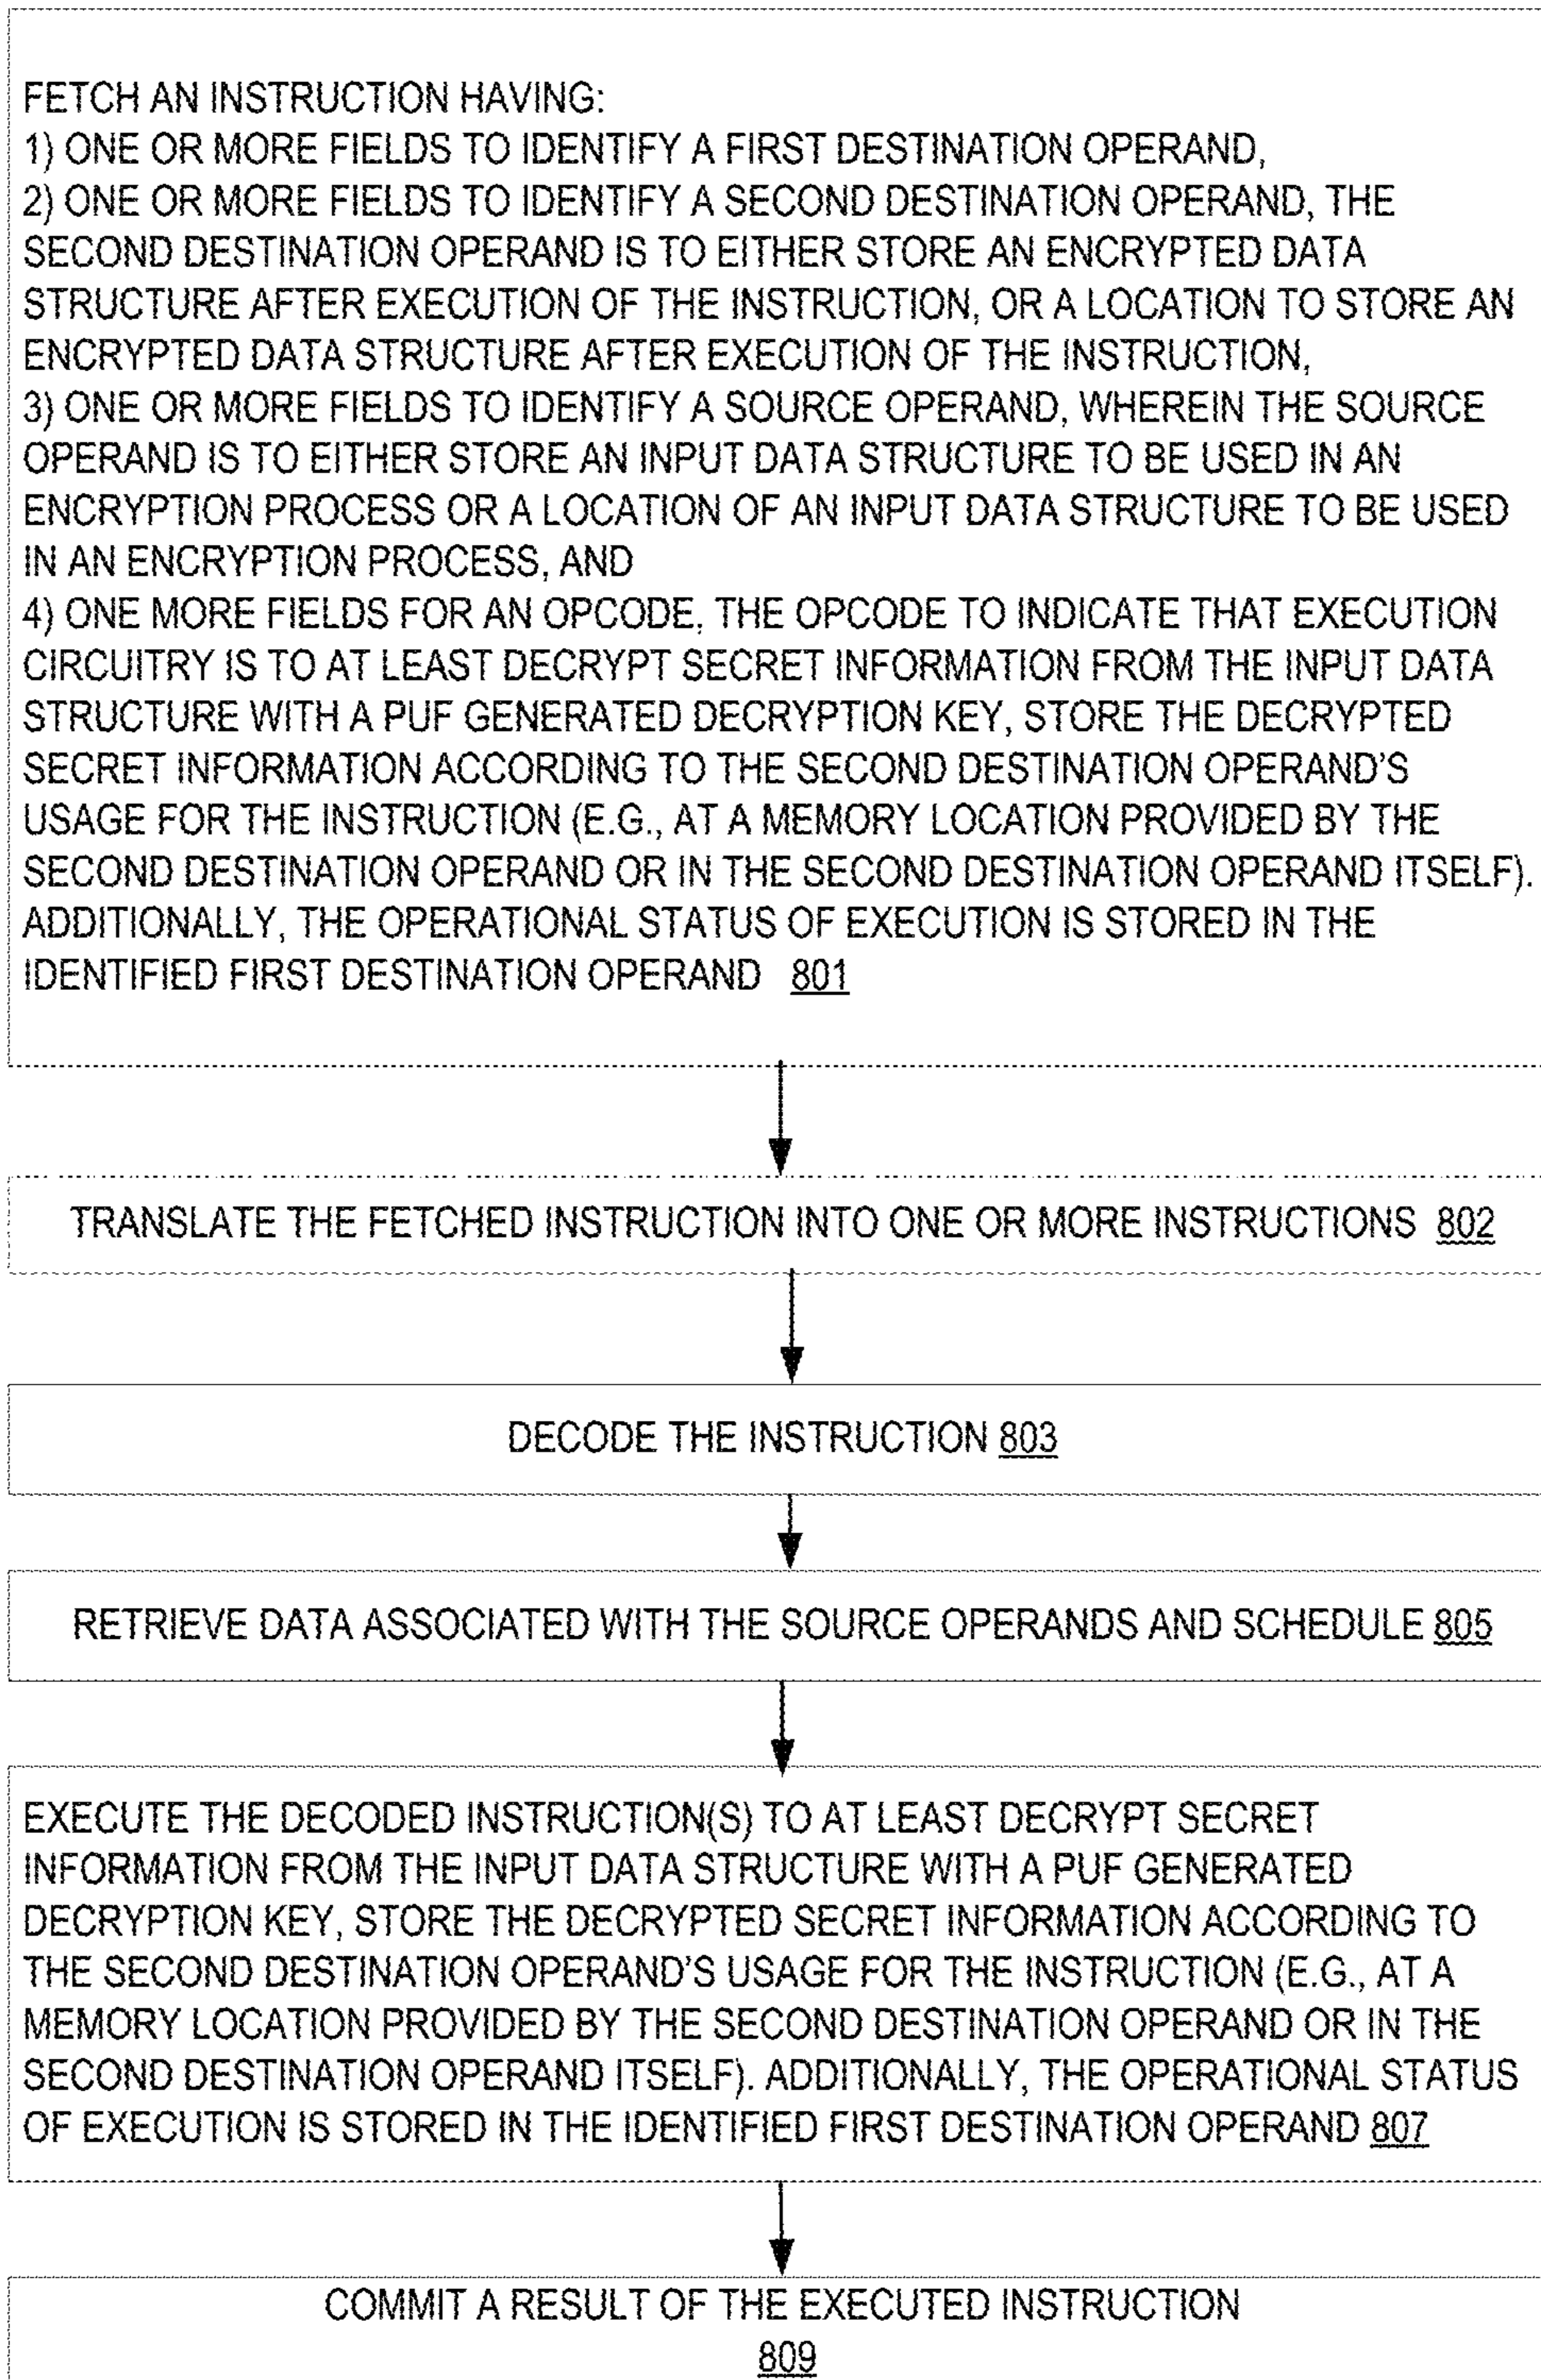 FETCH AN INSTRUCTION HAVING:
1) ONE OR MORE FIELDS TO IDENTIFY A FIRST DESTINATION OPERAND,
2) ONE OR MORE FIELDS TO IDENTIFY A SECOND DESTINATION OPERAND, THE
SECOND DESTINATION OPERAND IS TO EITHER STORE AN ENCRYPTED DATA
STRUCTURE AFTER EXECUTION OF THE INSTRUCTION, OR A LOCATION TO STORE AN
ENCRYPTED DATA STRUCTURE AFTER EXECUTION OF THE INSTRUCTION,
3) ONE OR MORE FIELDS TO IDENTIFY A SOURCE OPERAND, WHEREIN THE SOURCE
OPERAND IS TO EITHER STORE AN INPUT DATA STRUCTURE TO BE USED IN AN
ENCRYPTION PROCESS OR A LOCATION OF AN INPUT DATA STRUCTURE TO BE USED
IN AN ENCRYPTION PROCESS, AND
4) ONE MORE FIELDS FOR AN OPCODE, THE OPCODE TO INDICATE THAT EXECUTION
CIRCUITRY IS TO AT LEAST DECRYPT SECRET INFORMATION FROM THE INPUT DATA
STRUCTURE WITH A PUF GENERATED DECRYPTION KEY, STORE THE DECRYPTED
SECRET INFORMATION ACCORDING TO THE SECOND DESTINATION OPERAND'S
USAGE FOR THE INSTRUCTION (E.G., AT A MEMORY LOCATION PROVIDED BY THE
SECOND DESTINATION OPERAND OR IN THE SECOND DESTINATION OPERAND ITSELF).
ADDITIONALLY, THE OPERATIONAL STATUS OF EXECUTION IS STORED IN THE
IDENTIFIED FIRST DESTINATION OPERAND 801
TRANSLATE THE FETCHED INSTRUCTION INTO ONE OR MORE INSTRUCTIONS 802
DECODE THE INSTRUCTION 803
RETRIEVE DATA ASSOCIATED WITH THE SOURCE OPERANDS AND SCHEDULE 805
EXECUTE THE DECODED INSTRUCTION(S) TO AT LEAST DECRYPT SECRET
INFORMATION FROM THE INPUT DATA STRUCTURE WITH A PUF GENERATED
DECRYPTION KEY, STORE THE DECRYPTED SECRET INFORMATION ACCORDING TO
THE SECOND DESTINATION OPERAND'S USAGE FOR THE INSTRUCTION (E.G., AT A
MEMORY LOCATION PROVIDED BY THE SECOND DESTINATION OPERAND OR IN THE
SECOND DESTINATION OPERAND ITSELF). ADDITIONALLY, THE OPERATIONAL STATUS
OF EXECUTION IS STORED IN THE IDENTIFIED FIRST DESTINATION OPERAND 807
COMMIT A RESULT OF THE EXECUTED INSTRUCTION
809